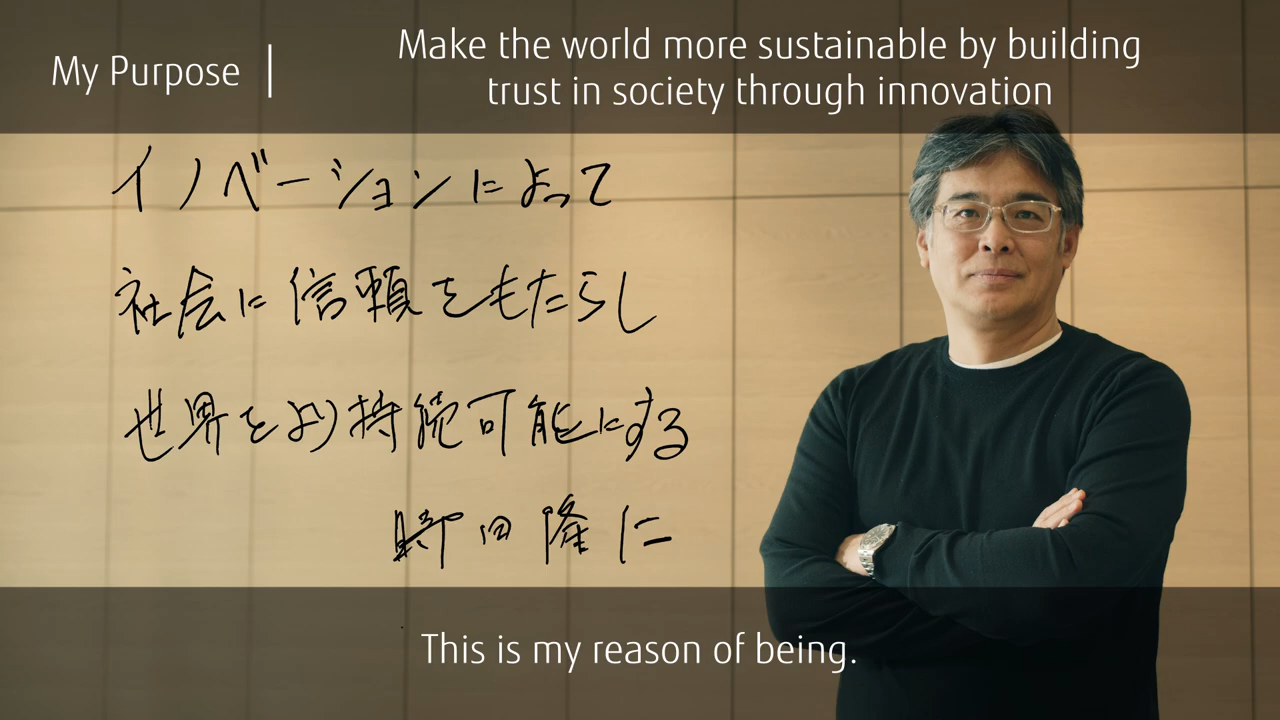 My Purpose
Make the world more sustainable by building
trust in society through innovation
イノベーションによって
社会に信頼をもたらし
世界をより持続可能にする
時田隆仁
This is my reason of being.